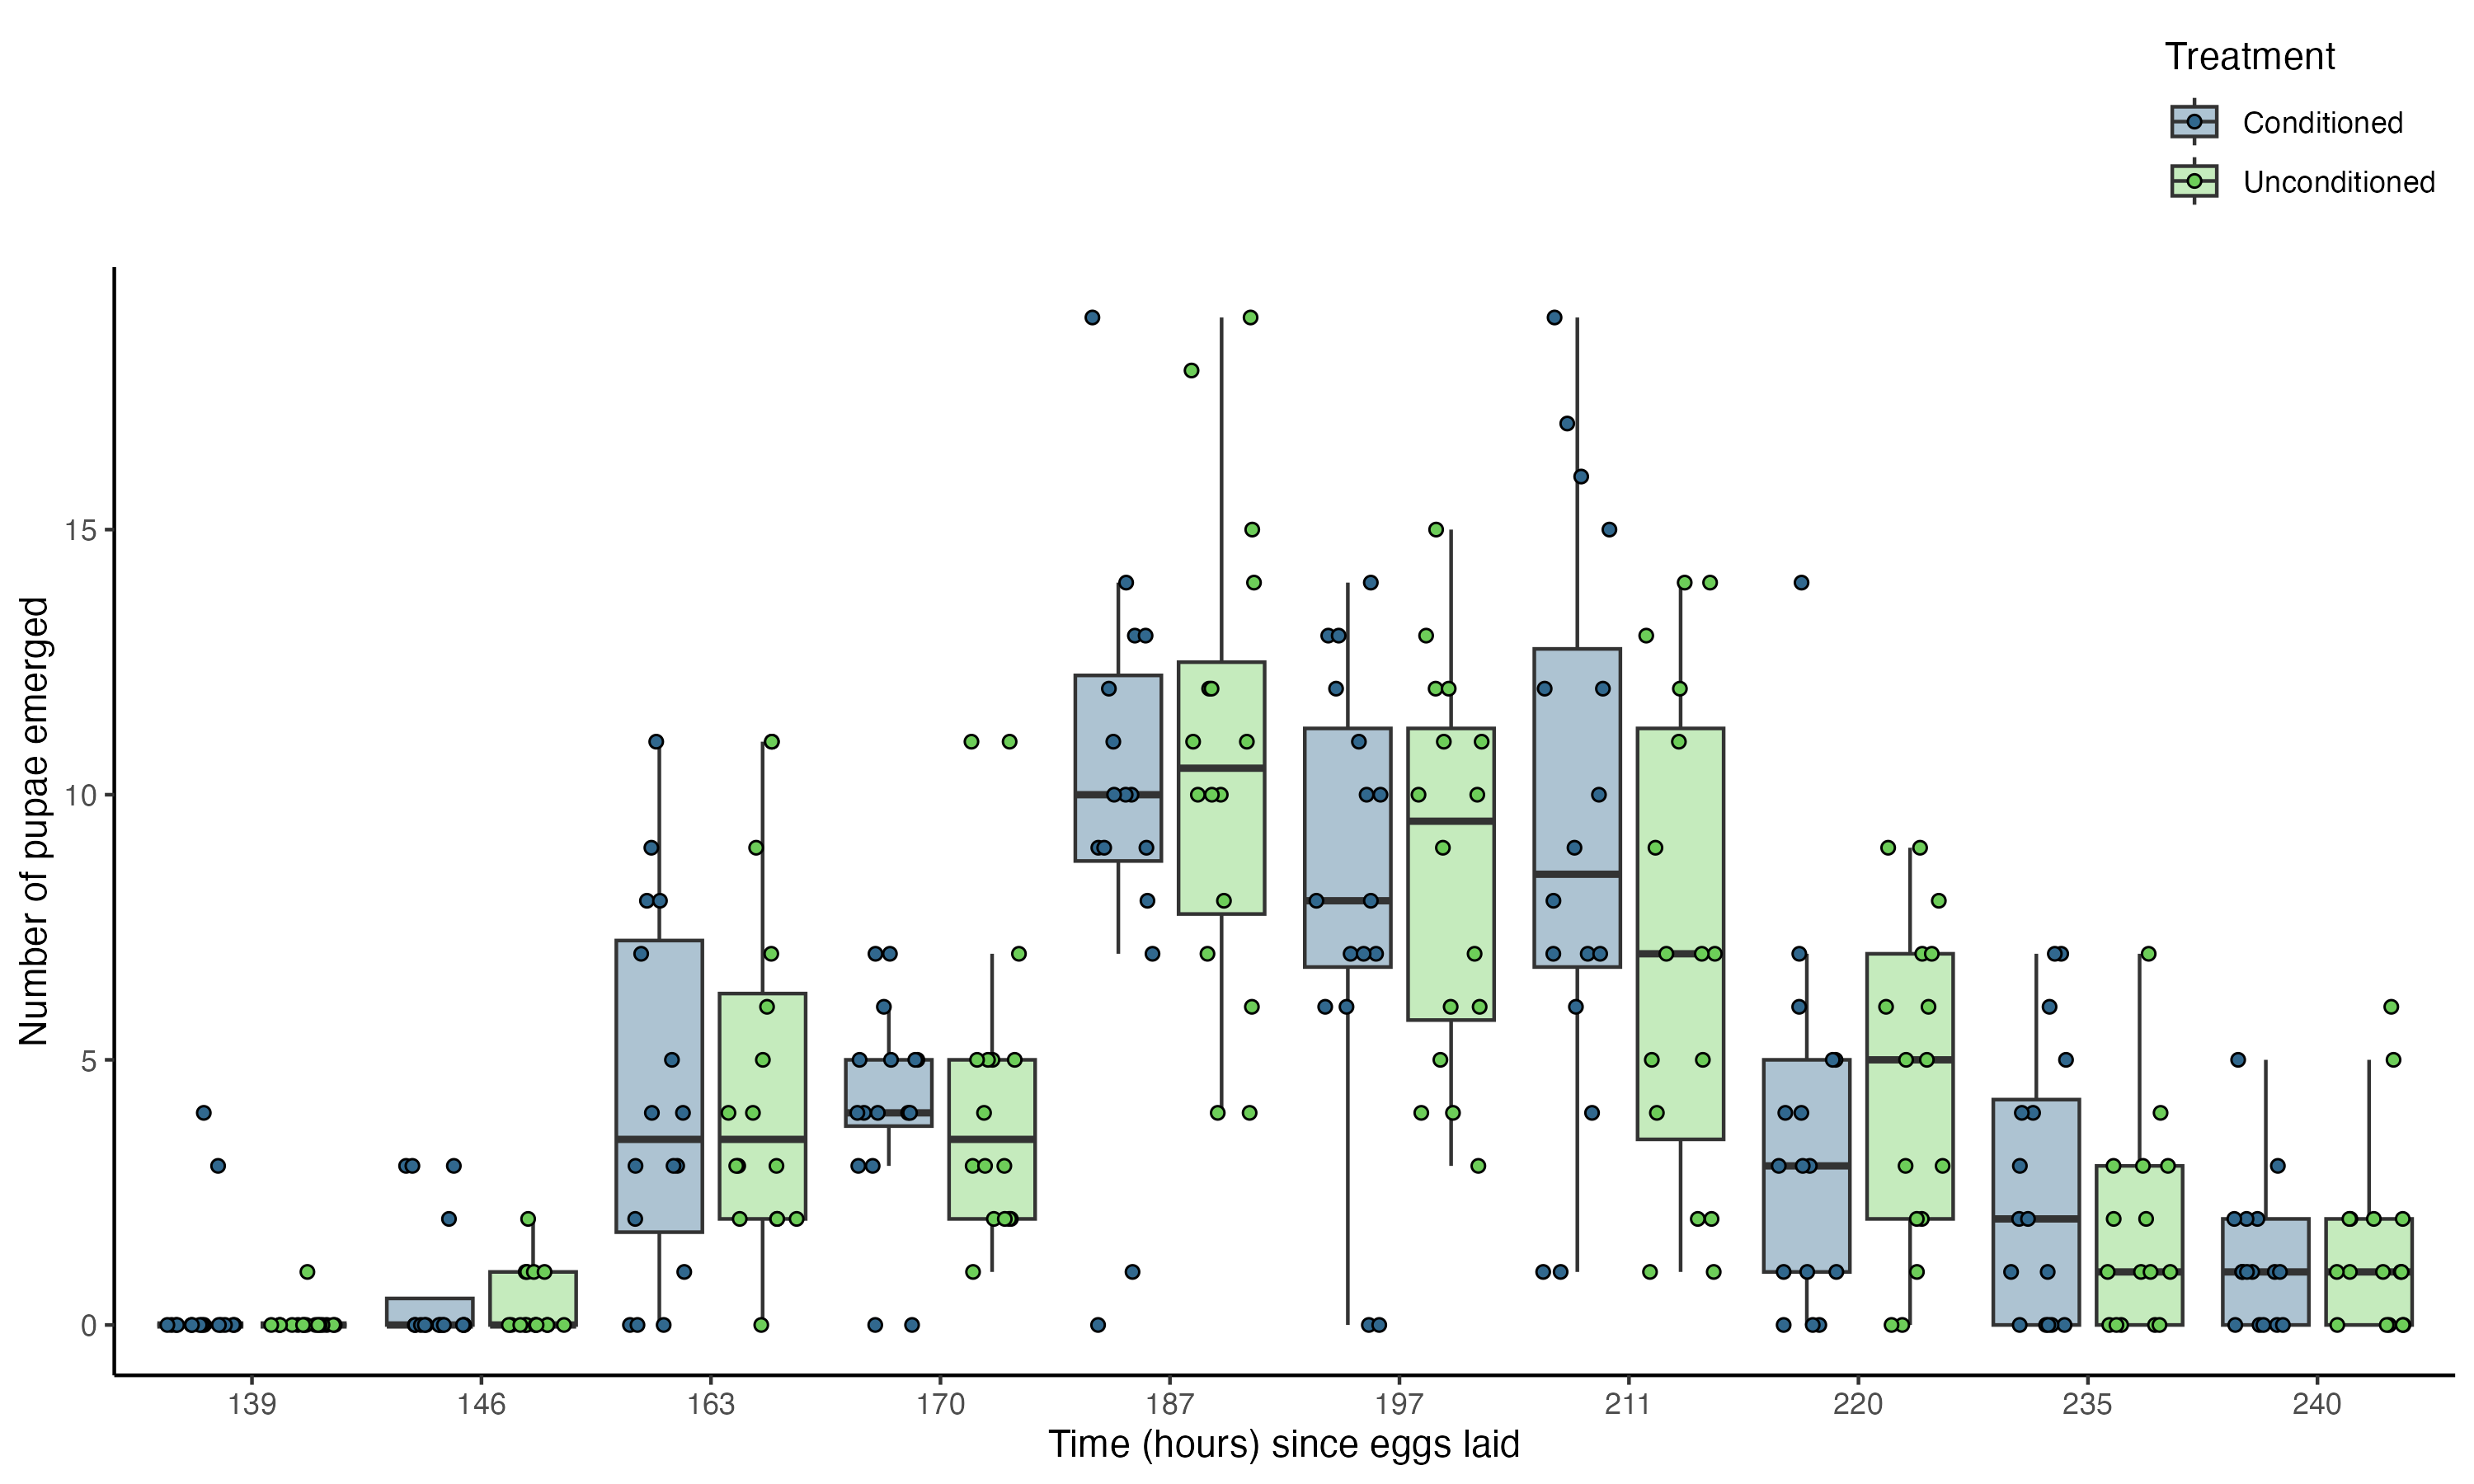 Treatment
Conditioned
Unconditioned
Number of pupae emerged
15
10
5
0
139 146 163 170 187 197 211 220 235 240
Time (hours) since eggs laid